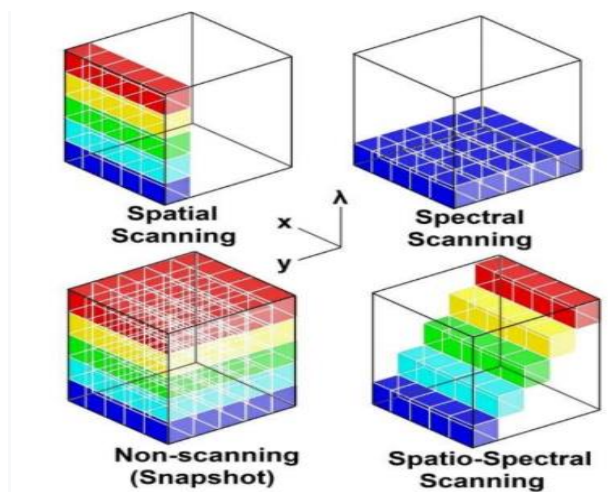 Spatial
Scanning
Spectral
Scanning
λ
x
y
Non-scanning
(Snapshot)
Spatio-Spectral
Scanning